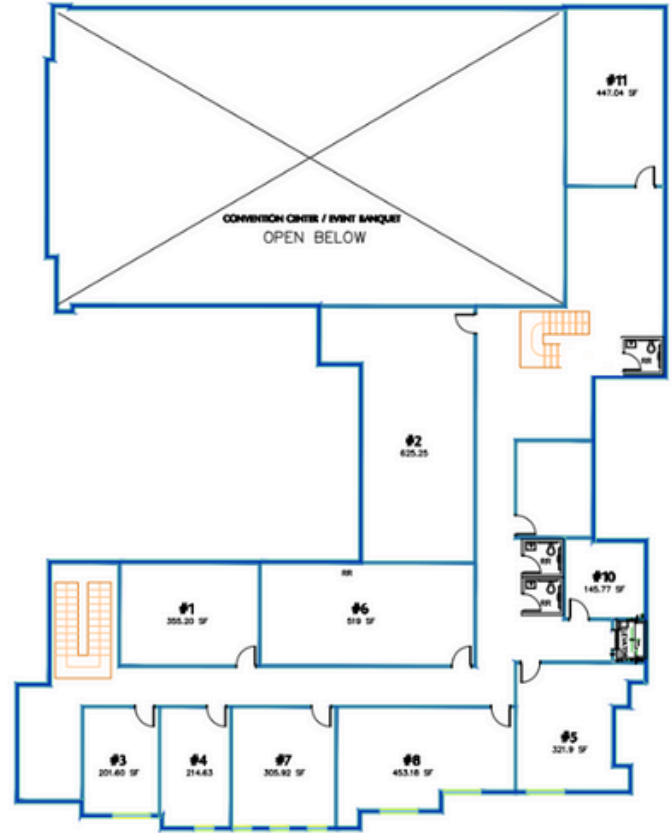 #11
447.04 SF
CONVENTION CENTER / EVENT BANQUET
OPEN BELOW
RR
#2
625.25
RR
#10
145.77 SF
RR
RR
#1
355.20 SF
#6
519 SF
#3
201.60 SF
#4
214.63
#7
305.92 SF
#8
453.18 SF
#5
321.9 SF